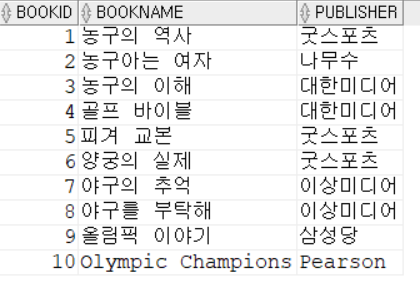 BOOKID BOOKNAME PUBLISHER
1 농구의 역사 굿스포츠
2 농구아는 여자 나무수
3 농구의 이해 대한미디어
4 골프 바이블 대한미디어
5 피겨 교본 굿스포츠
6 양궁의 실제 굿스포츠
7 야구의 추억 이상미디어
8 야구를 부탁해 이상미디어
9 올림픽 이야기 삼성당
10 Olympic Champions Pearson